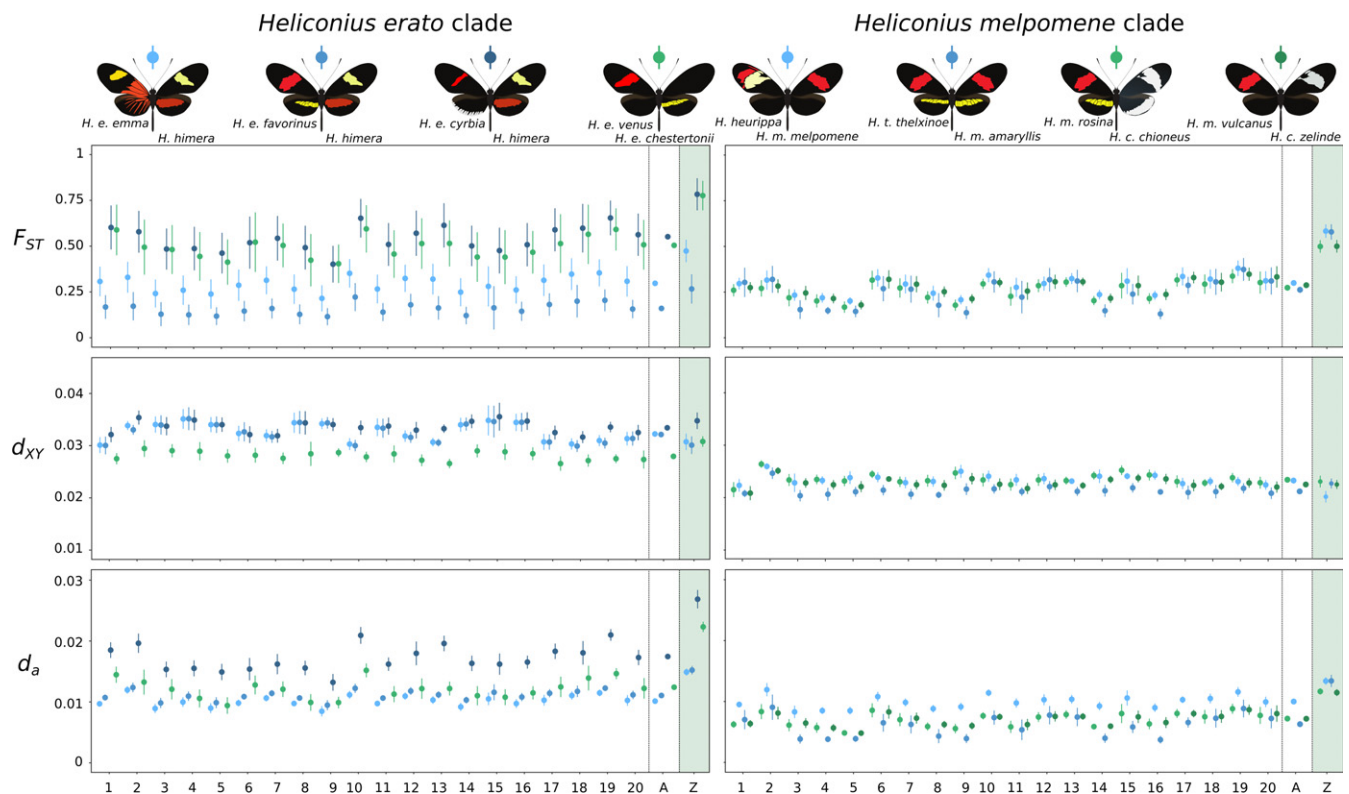 Heliconius erato clade
Heliconius melpomene clade
H. e. emma
H. himera
H. e. favorinus
H. himera
H. e. cyrbia
H. himera
H. e. venus
H. e. chestertonii
H. heurippa
H. m. melpomene
H. t. thelxinoe
H. m. amaryllis
H. m. rosina
H. c. chioneus
H. m. vulcanus
H. c. zelinde
FST
1
0.75
0.50
0.25
0
dXY
0.04
0.03
0.02
0.01
da
0.03
0.02
0.01
0
1 2 3 4 5 6 7 8 9 10 11 12 13 14 15 16 17 18 19 20 A Z
1 2 3 4 5 6 7 8 9 10 11 12 13 14 15 16 17 18 19 20 A Z